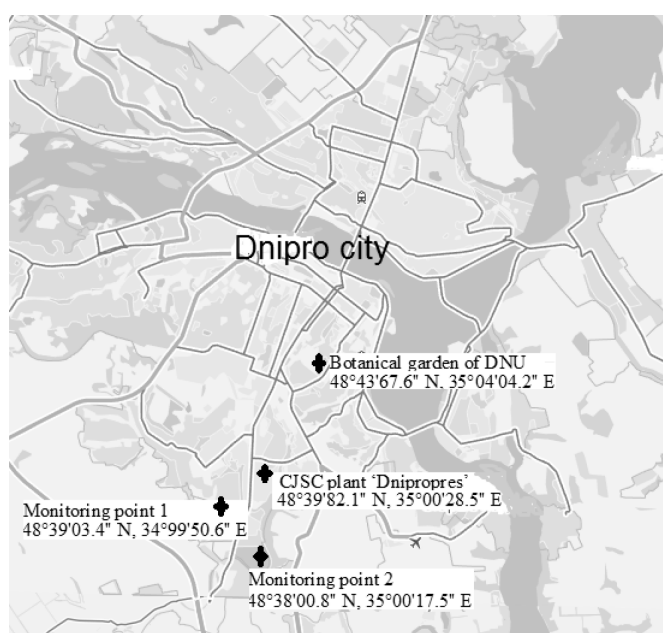 Dnipro city
Botanical garden of DNU
48°43'67.6" N, 35°04'04.2" E
CJSC plant ‘Dnipropres’
48°39'82.1" N, 35°00'28.5" E
Monitoring point 1
48°39'03.4" N, 34°99'50.6" E
Monitoring point 2
48°38'00.8" N, 35°00'17.5" E